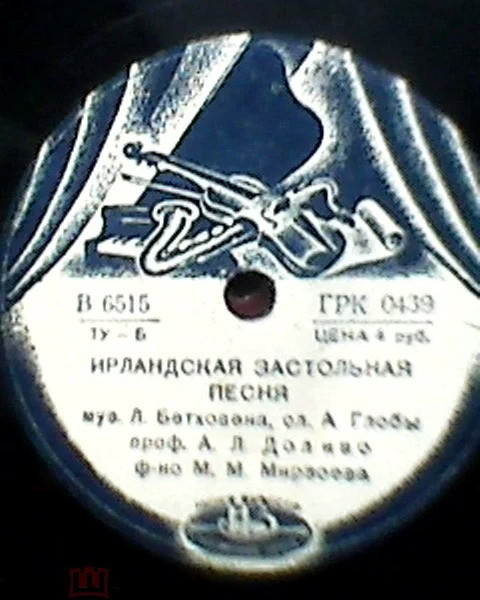 В 6515
ГРК 0439
ТУ - Б
ЦЕНА 4 руб.
ИРЛАНДСКАЯ ЗАСТОЛЬНАЯ
ПЕСНЯ
муз. Л. Бетховена, сл. А Глобы
проф. А. Л Доливо
ф-но М. М. Мирзоева